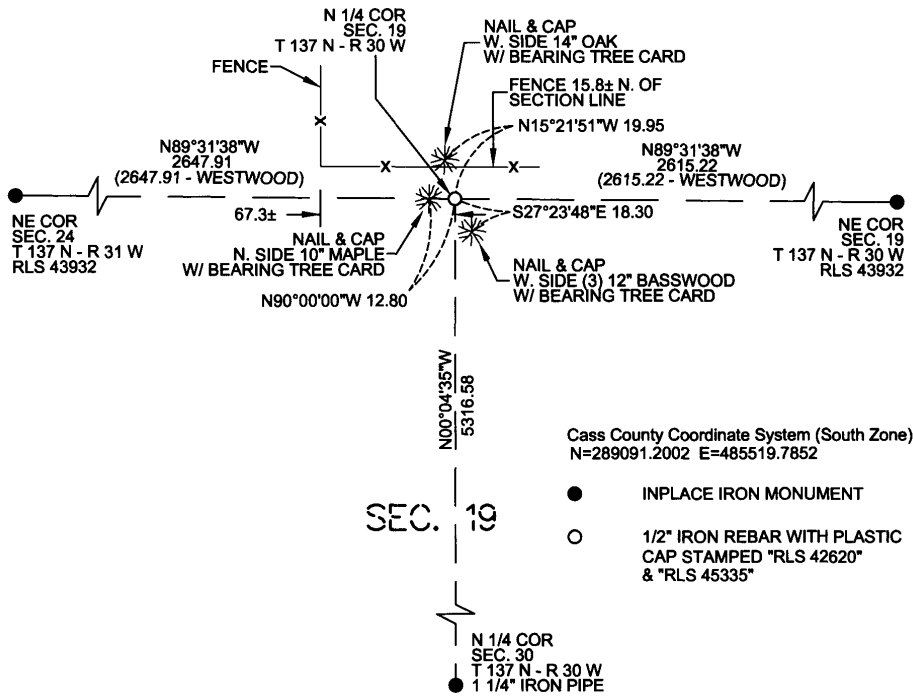 N 1/4 COR
SEC. 19
T 137 N - R 30 W
NAIL & CAP
W. SIDE 14" OAK
W/ BEARING TREE CARD
FENCE
FENCE 15.8± N. OF
SECTION LINE
X
N15°21'51"W 19.95
N89°31'38"W
2647.91
(2647.91 - WESTWOOD)
X
X
N89°31'38"W
2615.22
(2615.22 - WESTWOOD)
NE COR
SEC. 24
T 137 N - R 31 W
RLS 43932
67.3±
S27°23'48"E 18.30
NE COR
SEC. 19
T 137 N - R 30 W
RLS 43932
NAIL & CAP
N. SIDE 10" MAPLE
W/ BEARING TREE CARD
NAIL & CAP
W. SIDE (3) 12" BASSWOOD
W/ BEARING TREE CARD
N90°00'00"W 12.80
N00°04'35"W
5316.58
Cass County Coordinate System (South Zone)
N=289091.2002 E=485519.7852
INPLACE IRON MONUMENT
SEC. 19
1/2" IRON REBAR WITH PLASTIC
CAP STAMPED "RLS 42620"
& "RLS 45335"
N 1/4 COR
SEC. 30
T 137 N - R 30 W
1 1/4" IRON PIPE